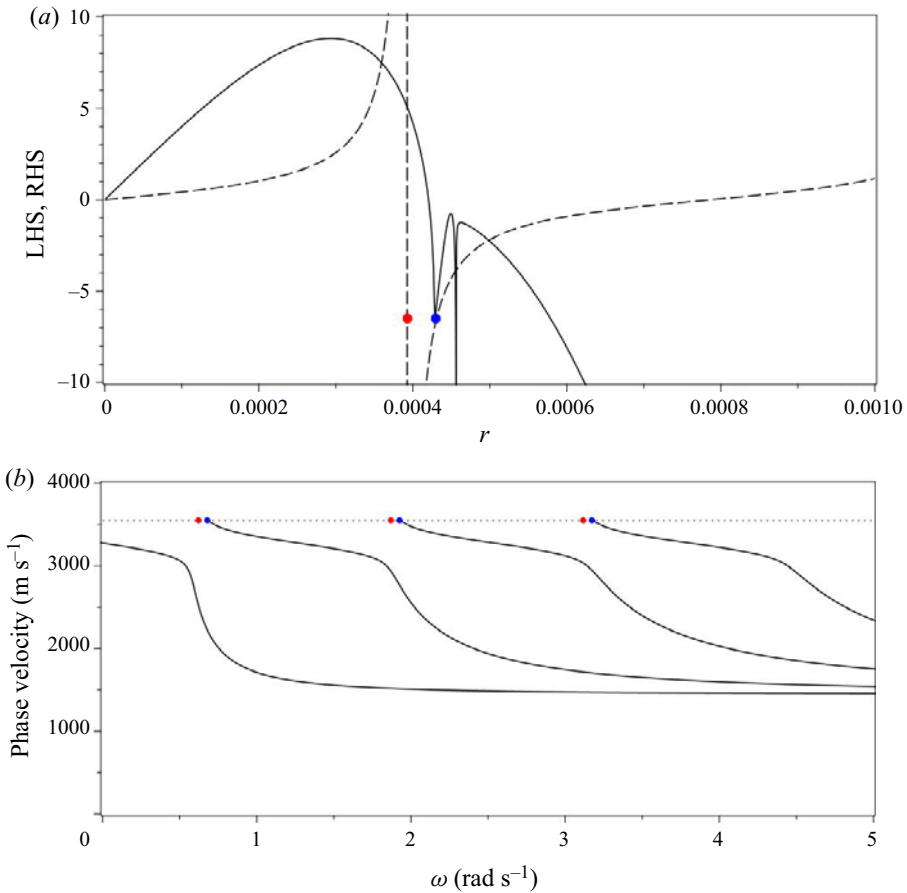 (a)
10
5
0
−5
−10
LHS, RHS
0 0.0002 0.0004 0.0006 0.0008 0.0010
r
(b)
4000
3000
2000
1000
Phase velocity (m s⁻¹)
0 1 2 3 4 5
ω (rad s⁻¹)